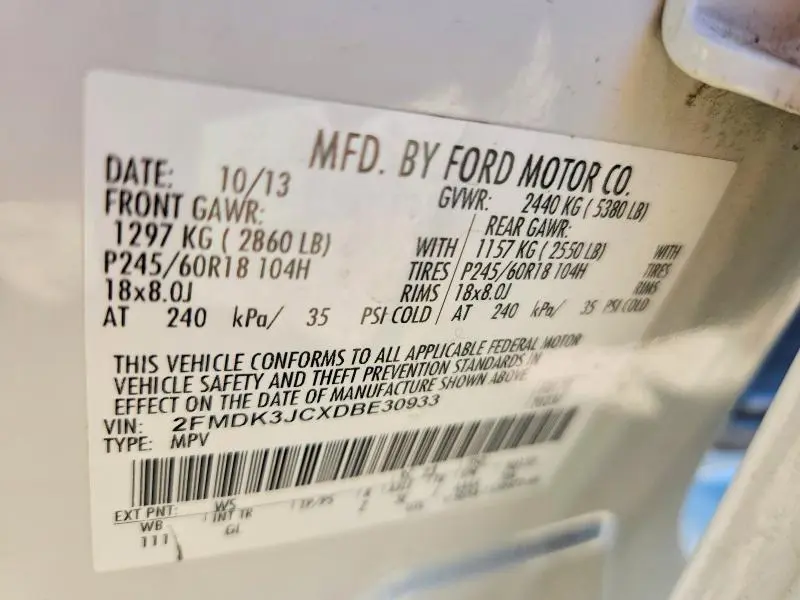 MFD. BY FORD MOTOR CO.
DATE: 10/13 GVWR: 2440 KG ( 5380 LB)
FRONT GAWR: REAR GAWR:
1297 KG ( 2860 LB) WITH 1157 KG ( 2550 LB) WITH
P245/60R18 104H TIRES P245/60R18 104H TIRES
18x8.0J RIMS 18x8.0J RIMS
AT 240 kPa/ 35 PSI COLD AT 240 kPa/ 35 PSI COLD
THIS VEHICLE CONFORMS TO ALL APPLICABLE FEDERAL MOTOR
VEHICLE SAFETY AND THEFT PREVENTION STANDARDS IN
EFFECT ON THE DATE OF MANUFACTURE SHOWN ABOVE
VIN: 2FMDK3JCXDBE30933
TYPE: MPV
EXT PNT: WS
WB INT TR
111 GL